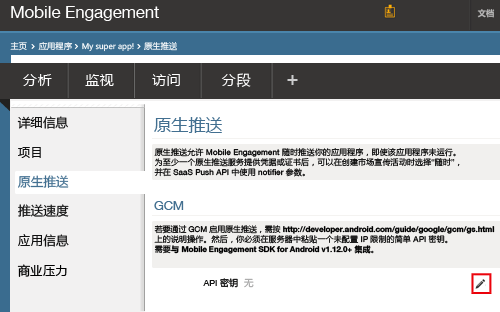 Mobile Engagement
文档
主页 > 应用程序 > My super app! > 原生推送
分析 监视 访问 分段 +
详细信息
项目
原生推送
推送速度
应用信息
商业压力
原生推送
原生推送允许 Mobile Engagement 随时推送你的应用程序，即使该应用程序未运行。
为至少一个原生推送服务提供凭据或证书后，可以在创建市场宣传活动时选择“随时”，
并在 SaaS Push API 中使用 notifier 参数。
GCM
若要通过 GCM 启用原生推送，需按 http://developer.android.com/guide/google/gcm/gs.html
上的说明操作。然后，你必须在服务器中粘贴一个未配置 IP 限制的简单 API 密钥。
需要与 Mobile Engagement SDK for Android v1.12.0+ 集成。
API 密钥 无